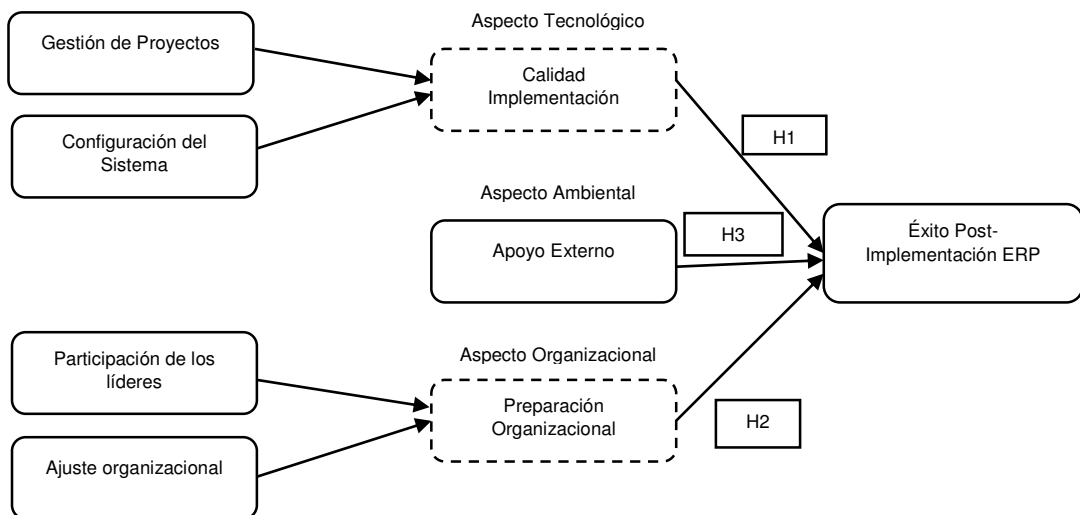 Aspecto Tecnológico
Gestión de Proyectos
Calidad
Implementación
Configuración del
Sistema
H1
Aspecto Ambiental
Apoyo Externo
H3
Éxito Post-
Implementación ERP
Participación de los
líderes
Aspecto Organizacional
Preparación
Organizacional
H2
Ajuste organizacional